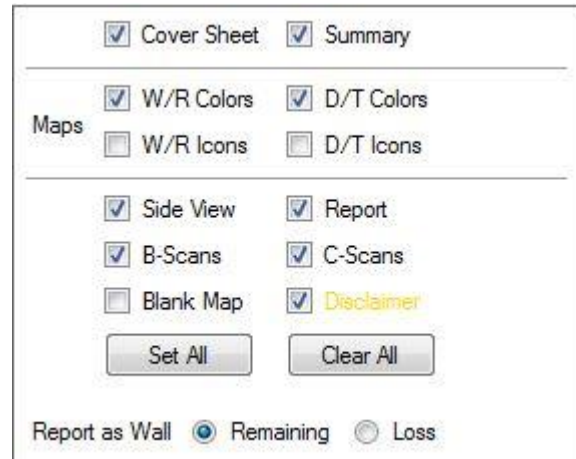 Cover Sheet Summary
W/R Colors D/T Colors
Maps
W/R Icons D/T Icons
Side View Report
B-Scans C-Scans
Blank Map Disclaimer
Set All Clear All
Report as Wall Remaining Loss